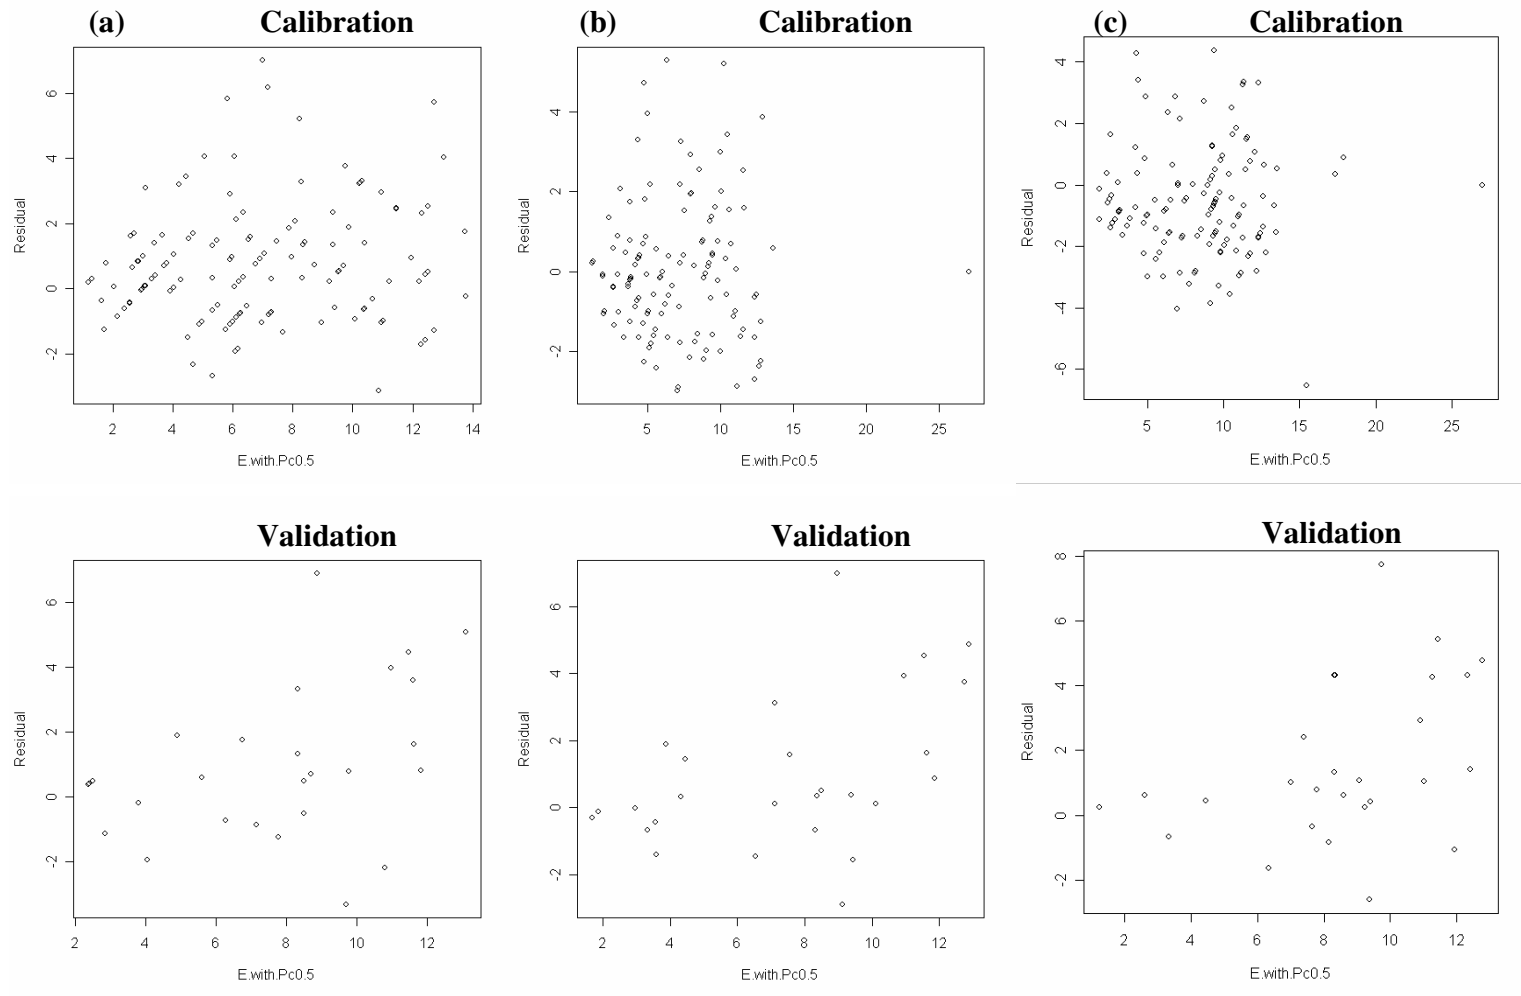 (a) Calibration
6
4
2
0
-2
Residual
2 4 6 8 10 12 14
E.with.Pc0.5
(b) Calibration
4
2
0
-2
Residual
5 10 15 20 25
E.with.Pc0.5
(c) Calibration
4
2
0
-2
-4
-6
Residual
5 10 15 20 25
E.with.Pc0.5
Validation
6
4
2
0
-2
Residual
2 4 6 8 10 12
E.with.Pc0.5
Validation
6
4
2
0
-2
Residual
2 4 6 8 10 12
E.with.Pc0.5
Validation
8
6
4
2
0
-2
Residual
2 4 6 8 10 12
E.with.Pc0.5